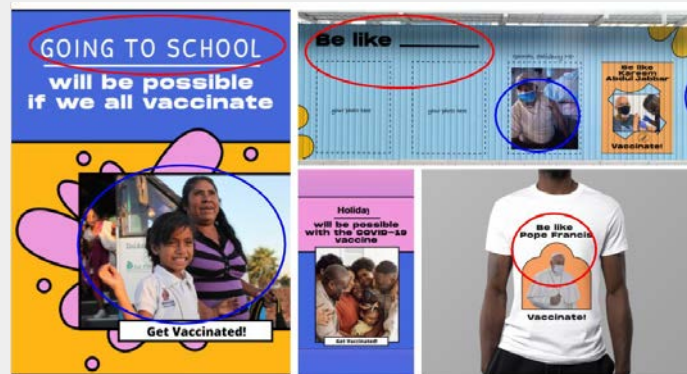 GOING TO SCHOOL
will be possible
if we all vaccinate
Get Vaccinated!
Be like
your photo here
your photo here
Be like
Kareem
Abdul Jabbar
Vaccinate!
Holiday
will be possible
with the COVID-19
vaccine
Get Vaccinated!
Be like
Pope Francis
Vaccinate!